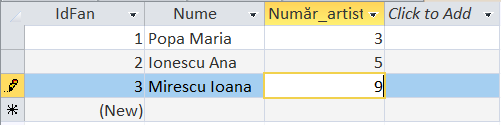 IdFan Nume Număr_artist Click to Add
1 Popa Maria 3
2 Ionescu Ana 5
3 Mirescu Ioana 9
(New)